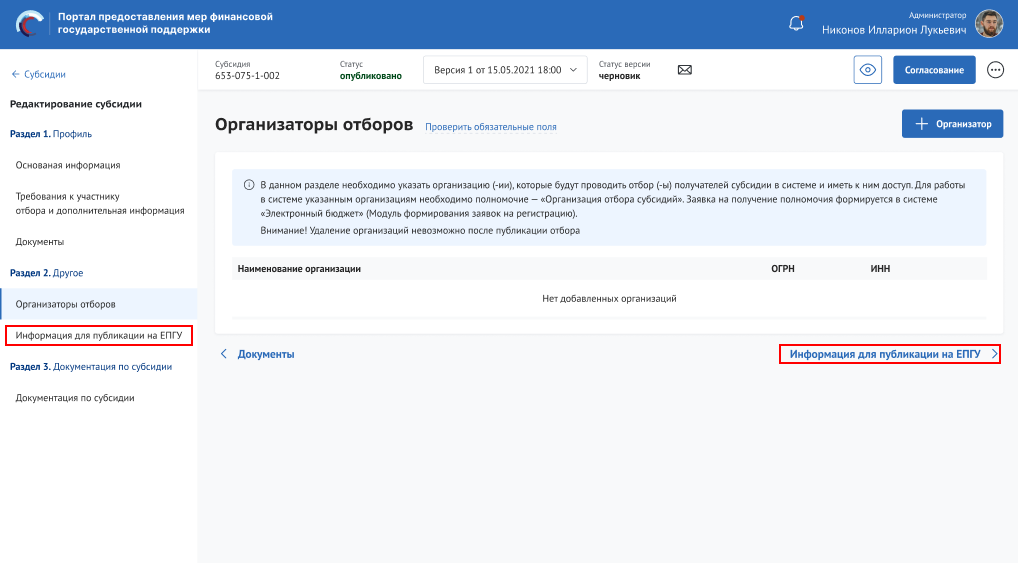 Портал предоставления мер финансовой
государственной поддержки
Администратор
Никонов Илларион Лукьевич
Субсидии
Субсидия
653-075-1-002
Статус
опубликовано
Версия 1 от 15.05.2021 18:00
Статус версии
черновик
Согласование
Редактирование субсидии
Раздел 1. Профиль
Основаная информация
Требования к участнику
отбора и дополнительная информация
Документы
Раздел 2. Другое
Организаторы отборов
Информация для публикации на ЕПГУ
Раздел 3. Документация по субсидии
Документация по субсидии
Организаторы отборов
Проверить обязательные поля
Организатор
В данном разделе необходимо указать организацию (-ии), которые будут проводить отбор (-ы) получателей субсидии в системе и иметь к ним доступ. Для работы
в системе указанным организациям необходимо полномочие — «Организация отбора субсидий». Заявка на получение полномочия формируется в системе
«Электронный бюджет» (Модуль формирования заявок на регистрацию).
Внимание! Удаление организаций невозможно после публикации отбора
Наименование организации ОГРН ИНН
Нет добавленных организаций
Документы
Информация для публикации на ЕПГУ